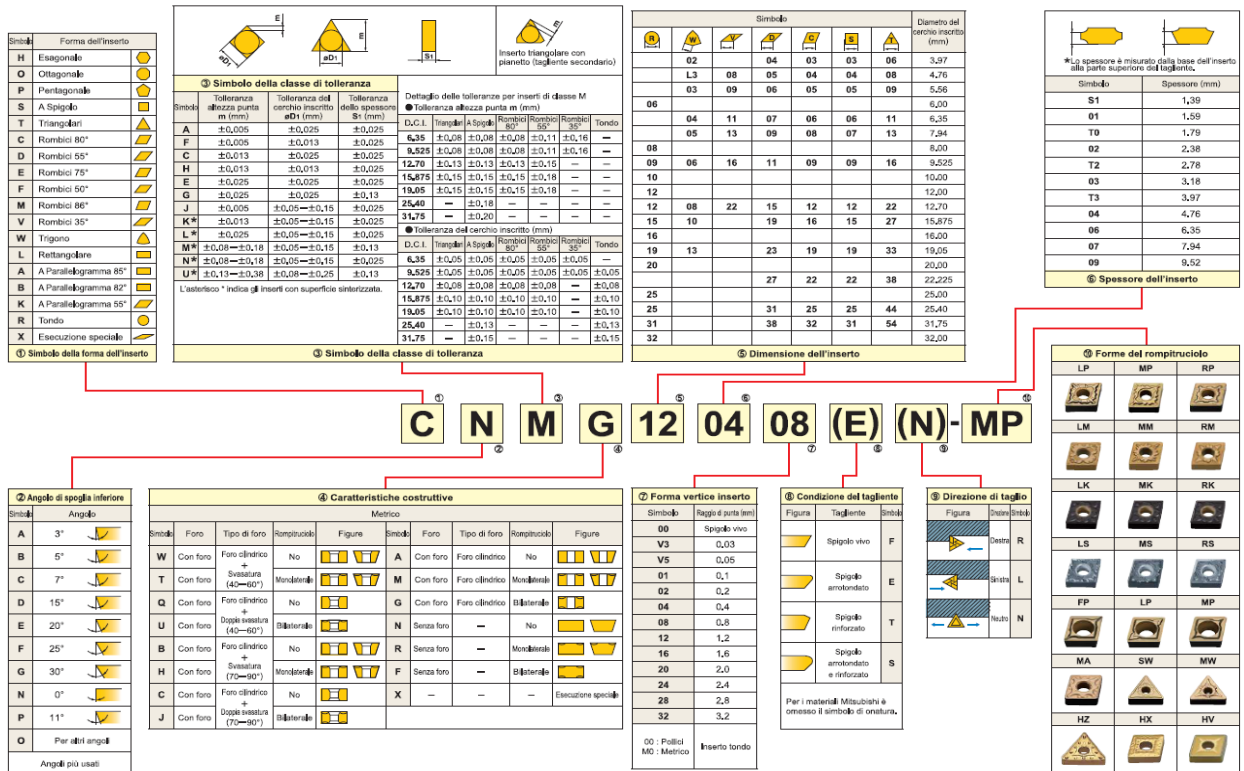 Simbolo Forma dell'inserto
H Esagonale
O Ottagonale
P Pentagonale
S A Spigolo
T Triangolari
C Rombici 80°
D Rombici 55°
E Rombici 75°
F Rombici 50°
M Rombici 86°
V Rombici 35°
W Trigono
L Rettangolare
A A Parallelogramma 85°
B A Parallelogramma 82°
K A Parallelogramma 55°
R Tondo
X Esecuzione speciale
① Simbolo della forma dell'inserto
E
m
øD1
E
øD1
S1
m
Inserto triangolare con
pianetto (tagliente secondario)
③ Simbolo della classe di tolleranza
Simbolo Tolleranza altezza punta m (mm) Tolleranza del cerchio inscritto øD1 (mm) Tolleranza dello spessore S1 (mm)
A ±0,005 ±0,025 ±0,025
F ±0,005 ±0,013 ±0,025
C ±0,013 ±0,025 ±0,025
H ±0,013 ±0,013 ±0,025
E ±0,025 ±0,025 ±0,025
G ±0,025 ±0,025 ±0,13
J ±0,005 ±0,05—±0,15 ±0,025
K* ±0,013 ±0,05—±0,15 ±0,025
L* ±0,025 ±0,05—±0,15 ±0,025
M* ±0,08—±0,18 ±0,05—±0,15 ±0,13
N* ±0,08—±0,18 ±0,05—±0,15 ±0,025
U* ±0,13—±0,38 ±0,08—±0,25 ±0,13
L'asterisco * indica gli inserti con superficie sinterizzata.
Dettaglio delle tolleranze per inserti di classe M
●Tolleranza altezza punta m (mm)
D.C.I. Triangolari A Spigolo Rombici 80° Rombici 55° Rombici 35° Tondo
6,35 ±0,08 ±0,08 ±0,08 ±0,11 ±0,16 —
9,525 ±0,08 ±0,08 ±0,08 ±0,11 ±0,16 —
12,70 ±0,13 ±0,13 ±0,13 ±0,15 — —
15,875 ±0,15 ±0,15 ±0,15 ±0,18 — —
19,05 ±0,15 ±0,15 ±0,15 ±0,18 — —
25,40 — ±0,18 — — — —
31,75 — ±0,20 — — — —
●Tolleranza del cerchio inscritto (mm)
D.C.I. Triangolari A Spigolo Rombici 80° Rombici 55° Rombici 35° Tondo
6,35 ±0,05 ±0,05 ±0,05 ±0,05 ±0,05 —
9,525 ±0,05 ±0,05 ±0,05 ±0,05 ±0,05 ±0,05
12,70 ±0,08 ±0,08 ±0,08 ±0,08 — ±0,08
15,875 ±0,10 ±0,10 ±0,10 ±0,10 — ±0,10
19,05 ±0,10 ±0,10 ±0,10 ±0,10 — ±0,10
25,40 — ±0,13 — — — ±0,13
31,75 — ±0,15 — — — ±0,15
③ Simbolo della classe di tolleranza
Simbolo Diametro del cerchio inscritto (mm)
R W V D C S T
02 04 03 03 06 3,97
L3 08 05 04 04 08 4,76
03 09 06 05 05 09 5,56
06 6,00
04 11 07 06 06 11 6,35
05 13 09 08 07 13 7,94
08 8,00
09 06 16 11 09 09 16 9,525
10 10,00
12 12,00
12 08 22 15 12 12 22 12,70
15 10 19 16 15 27 15,875
16 16,00
19 13 23 19 19 33 19,05
20 20,00
27 22 22 38 22,225
25 25,00
25 31 25 25 44 25,40
31 38 32 31 54 31,75
32 32,00
⑤ Dimensione dell'inserto
*Lo spessore è misurato dalla base dell'inserto
alla parte superiore del tagliente.
Simbolo Spessore (mm)
S1 1,39
01 1.59
T0 1.79
02 2.38
T2 2.78
03 3.18
T3 3.97
04 4.76
06 6.35
07 7.94
09 9.52
⑥ Spessore dell'inserto
C ① N ② M ③ G ④ 12 ⑤ 04 ⑥ 08 ⑦ (E) ⑧ (N) ⑨ - MP ⑩
⑩ Forme del rompitruciolo
LP MP RP
LM MM RM
LK MK RK
LS MS RS
FP LP MP
MA SW MW
HZ HX HV
② Angolo di spoglia inferiore
Simbolo Angolo
A 3°
B 5°
C 7°
D 15°
E 20°
F 25°
G 30°
N 0°
P 11°
O Per altri angoli
Angoli più usati
④ Caratteristiche costruttive
Metrico
Simbolo Foro Tipo di foro Rompitruciolo Figure Simbolo Foro Tipo di foro Rompitruciolo Figure
W Con foro Foro cilindrico + Svasatura (40—60°) No A Con foro Foro cilindrico No
T Con foro Monolaterale M Con foro Foro cilindrico Monolaterale
Q Con foro Foro cilindrico + Doppia svasatura (40—60°) No G Con foro Foro cilindrico Bilaterale
U Con foro Bilaterale N Senza foro — No
B Con foro Foro cilindrico + Svasatura (70—90°) No R Senza foro — Monolaterale
H Con foro Monolaterale F Senza foro — Bilaterale
C Con foro Foro cilindrico + Doppia svasatura (70—90°) No X — — — Esecuzione speciale
J Con foro Bilaterale
⑦ Forma vertice inserto
Simbolo Raggio di punta (mm)
00 Spigolo vivo
V3 0.03
V5 0.05
01 0.1
02 0.2
04 0.4
08 0.8
12 1.2
16 1.6
20 2.0
24 2.4
28 2.8
32 3.2
00 : Pollici
M0 : Metrico
Inserto tondo
⑧ Condizione del tagliente
Figura Tagliente Simbolo
Spigolo vivo F
Spigolo arrotondato E
Spigolo rinforzato T
Spigolo arrotondato e rinforzato S
Per i materiali Mitsubishi è
omesso il simbolo di onatura.
⑨ Direzione di taglio
Figura Direzione Simbolo
Destra R
Sinistra L
Neutro N